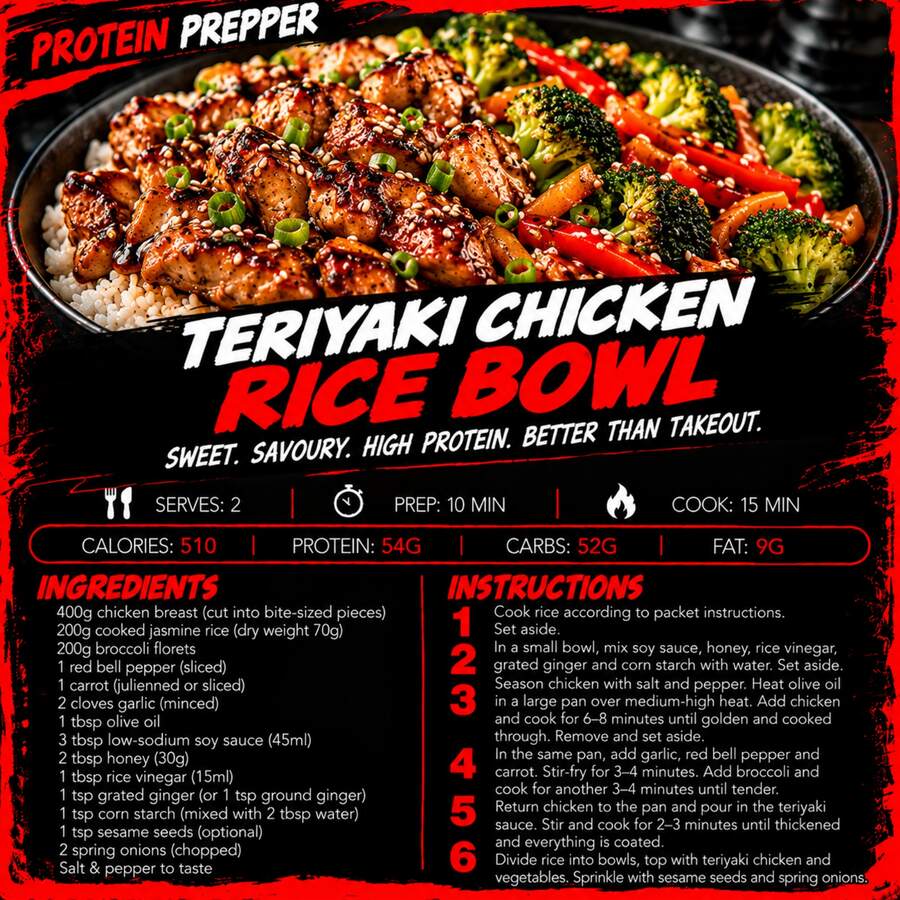 PROTEIN PREPPER
TERIYAKI CHICKEN
RICE BOWL
SWEET. SAVOURY. HIGH PROTEIN. BETTER THAN TAKEOUT.
SERVES: 2
PREP: 10 MIN
COOK: 15 MIN
CALORIES: 510
PROTEIN: 54G
CARBS: 52G
FAT: 9G
INGREDIENTS
400g chicken breast (cut into bite-sized pieces)
200g cooked jasmine rice (dry weight 70g)
200g broccoli florets
1 red bell pepper (sliced)
1 carrot (julienned or sliced)
2 cloves garlic (minced)
1 tbsp olive oil
3 tbsp low-sodium soy sauce (45ml)
2 tbsp honey (30g)
1 tbsp rice vinegar (15ml)
1 tsp grated ginger (or 1 tsp ground ginger)
1 tsp corn starch (mixed with 2 tbsp water)
1 tsp sesame seeds (optional)
2 spring onions (chopped)
Salt & pepper to taste
INSTRUCTIONS
1 Cook rice according to packet instructions.
Set aside.
2 In a small bowl, mix soy sauce, honey, rice vinegar,
grated ginger and corn starch with water. Set aside.
3 Season chicken with salt and pepper. Heat olive oil
in a large pan over medium-high heat. Add chicken
and cook for 6–8 minutes until golden and cooked
through. Remove and set aside.
4 In the same pan, add garlic, red bell pepper and
carrot. Stir-fry for 3–4 minutes. Add broccoli and
cook for another 3–4 minutes until tender.
5 Return chicken to the pan and pour in the teriyaki
sauce. Stir and cook for 2–3 minutes until thickened
and everything is coated.
6 Divide rice into bowls, top with teriyaki chicken and
vegetables. Sprinkle with sesame seeds and spring onions.